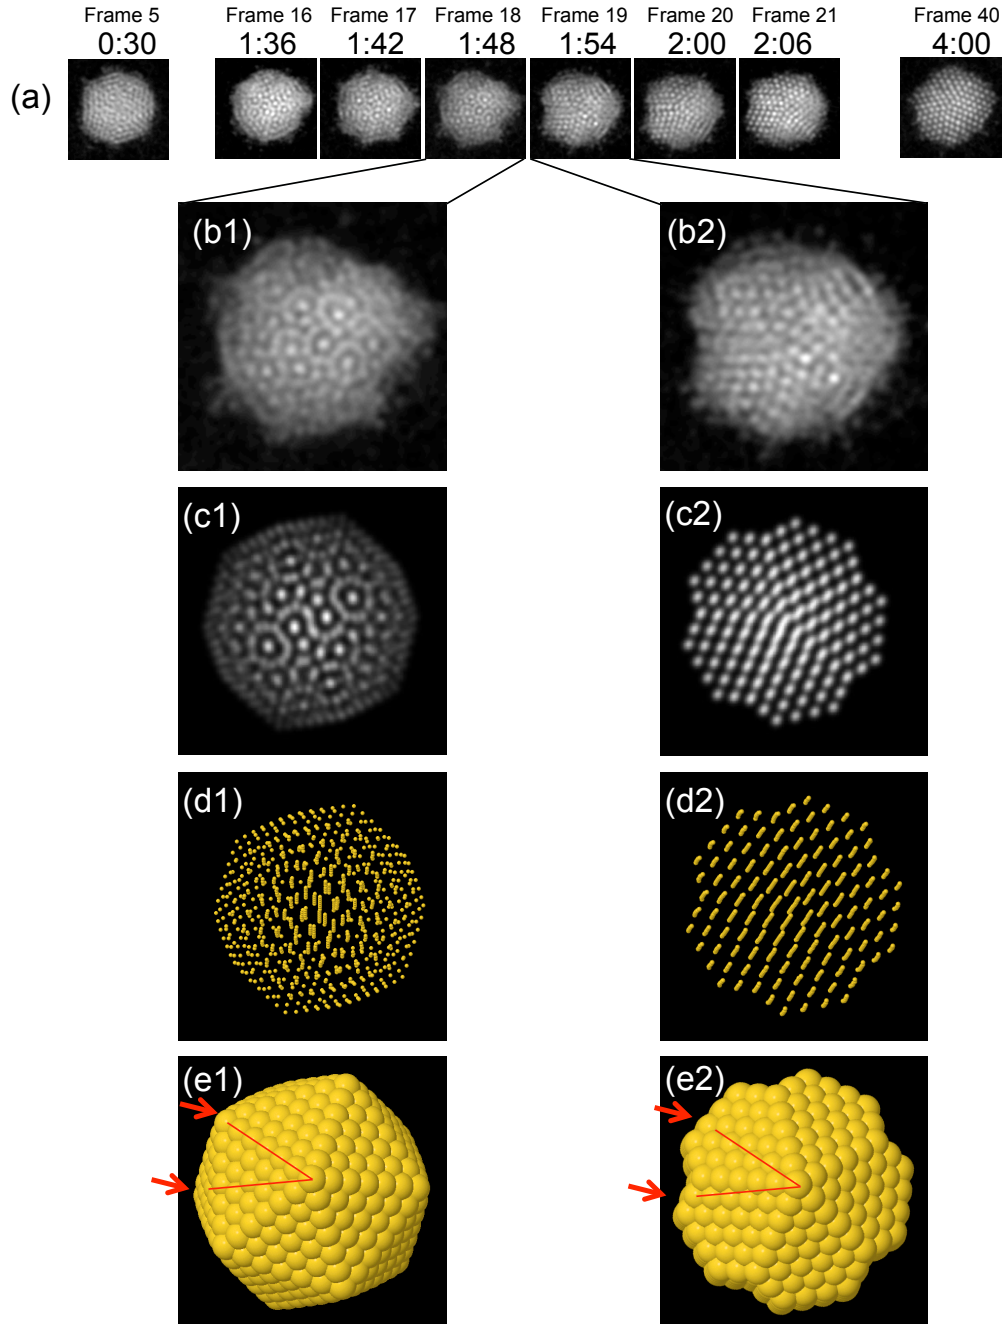 Frame 5 Frame 16 Frame 17 Frame 18 Frame 19 Frame 20 Frame 21 Frame 40
0:30 1:36 1:42 1:48 1:54 2:00 2:06 4:00
(a)
(b1) (b2)
(c1) (c2)
(d1) (d2)
(e1) (e2)